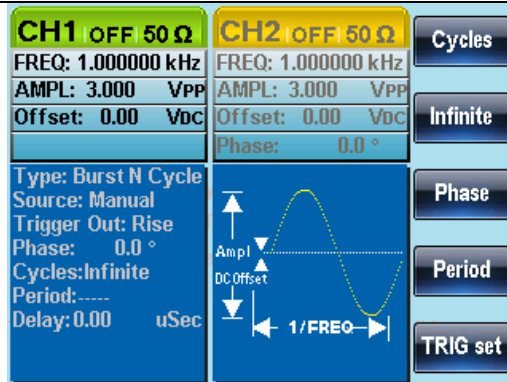 CH1 OFF 50 Ω
FREQ: 1.000000 kHz
AMPL: 3.000 VPP
Offset: 0.00 VDC
CH2 OFF 50 Ω
FREQ: 1.000000 kHz
AMPL: 3.000 VPP
Offset: 0.00 VDC
Phase: 0.0 °
Type: Burst N Cycle
Source: Manual
Trigger Out: Rise
Phase: 0.0 °
Cycles:Infinite
Period:-----
Delay:0.00 uSec
Ampl
DC Offset
1/FREQ
Cycles
Infinite
Phase
Period
TRIG set